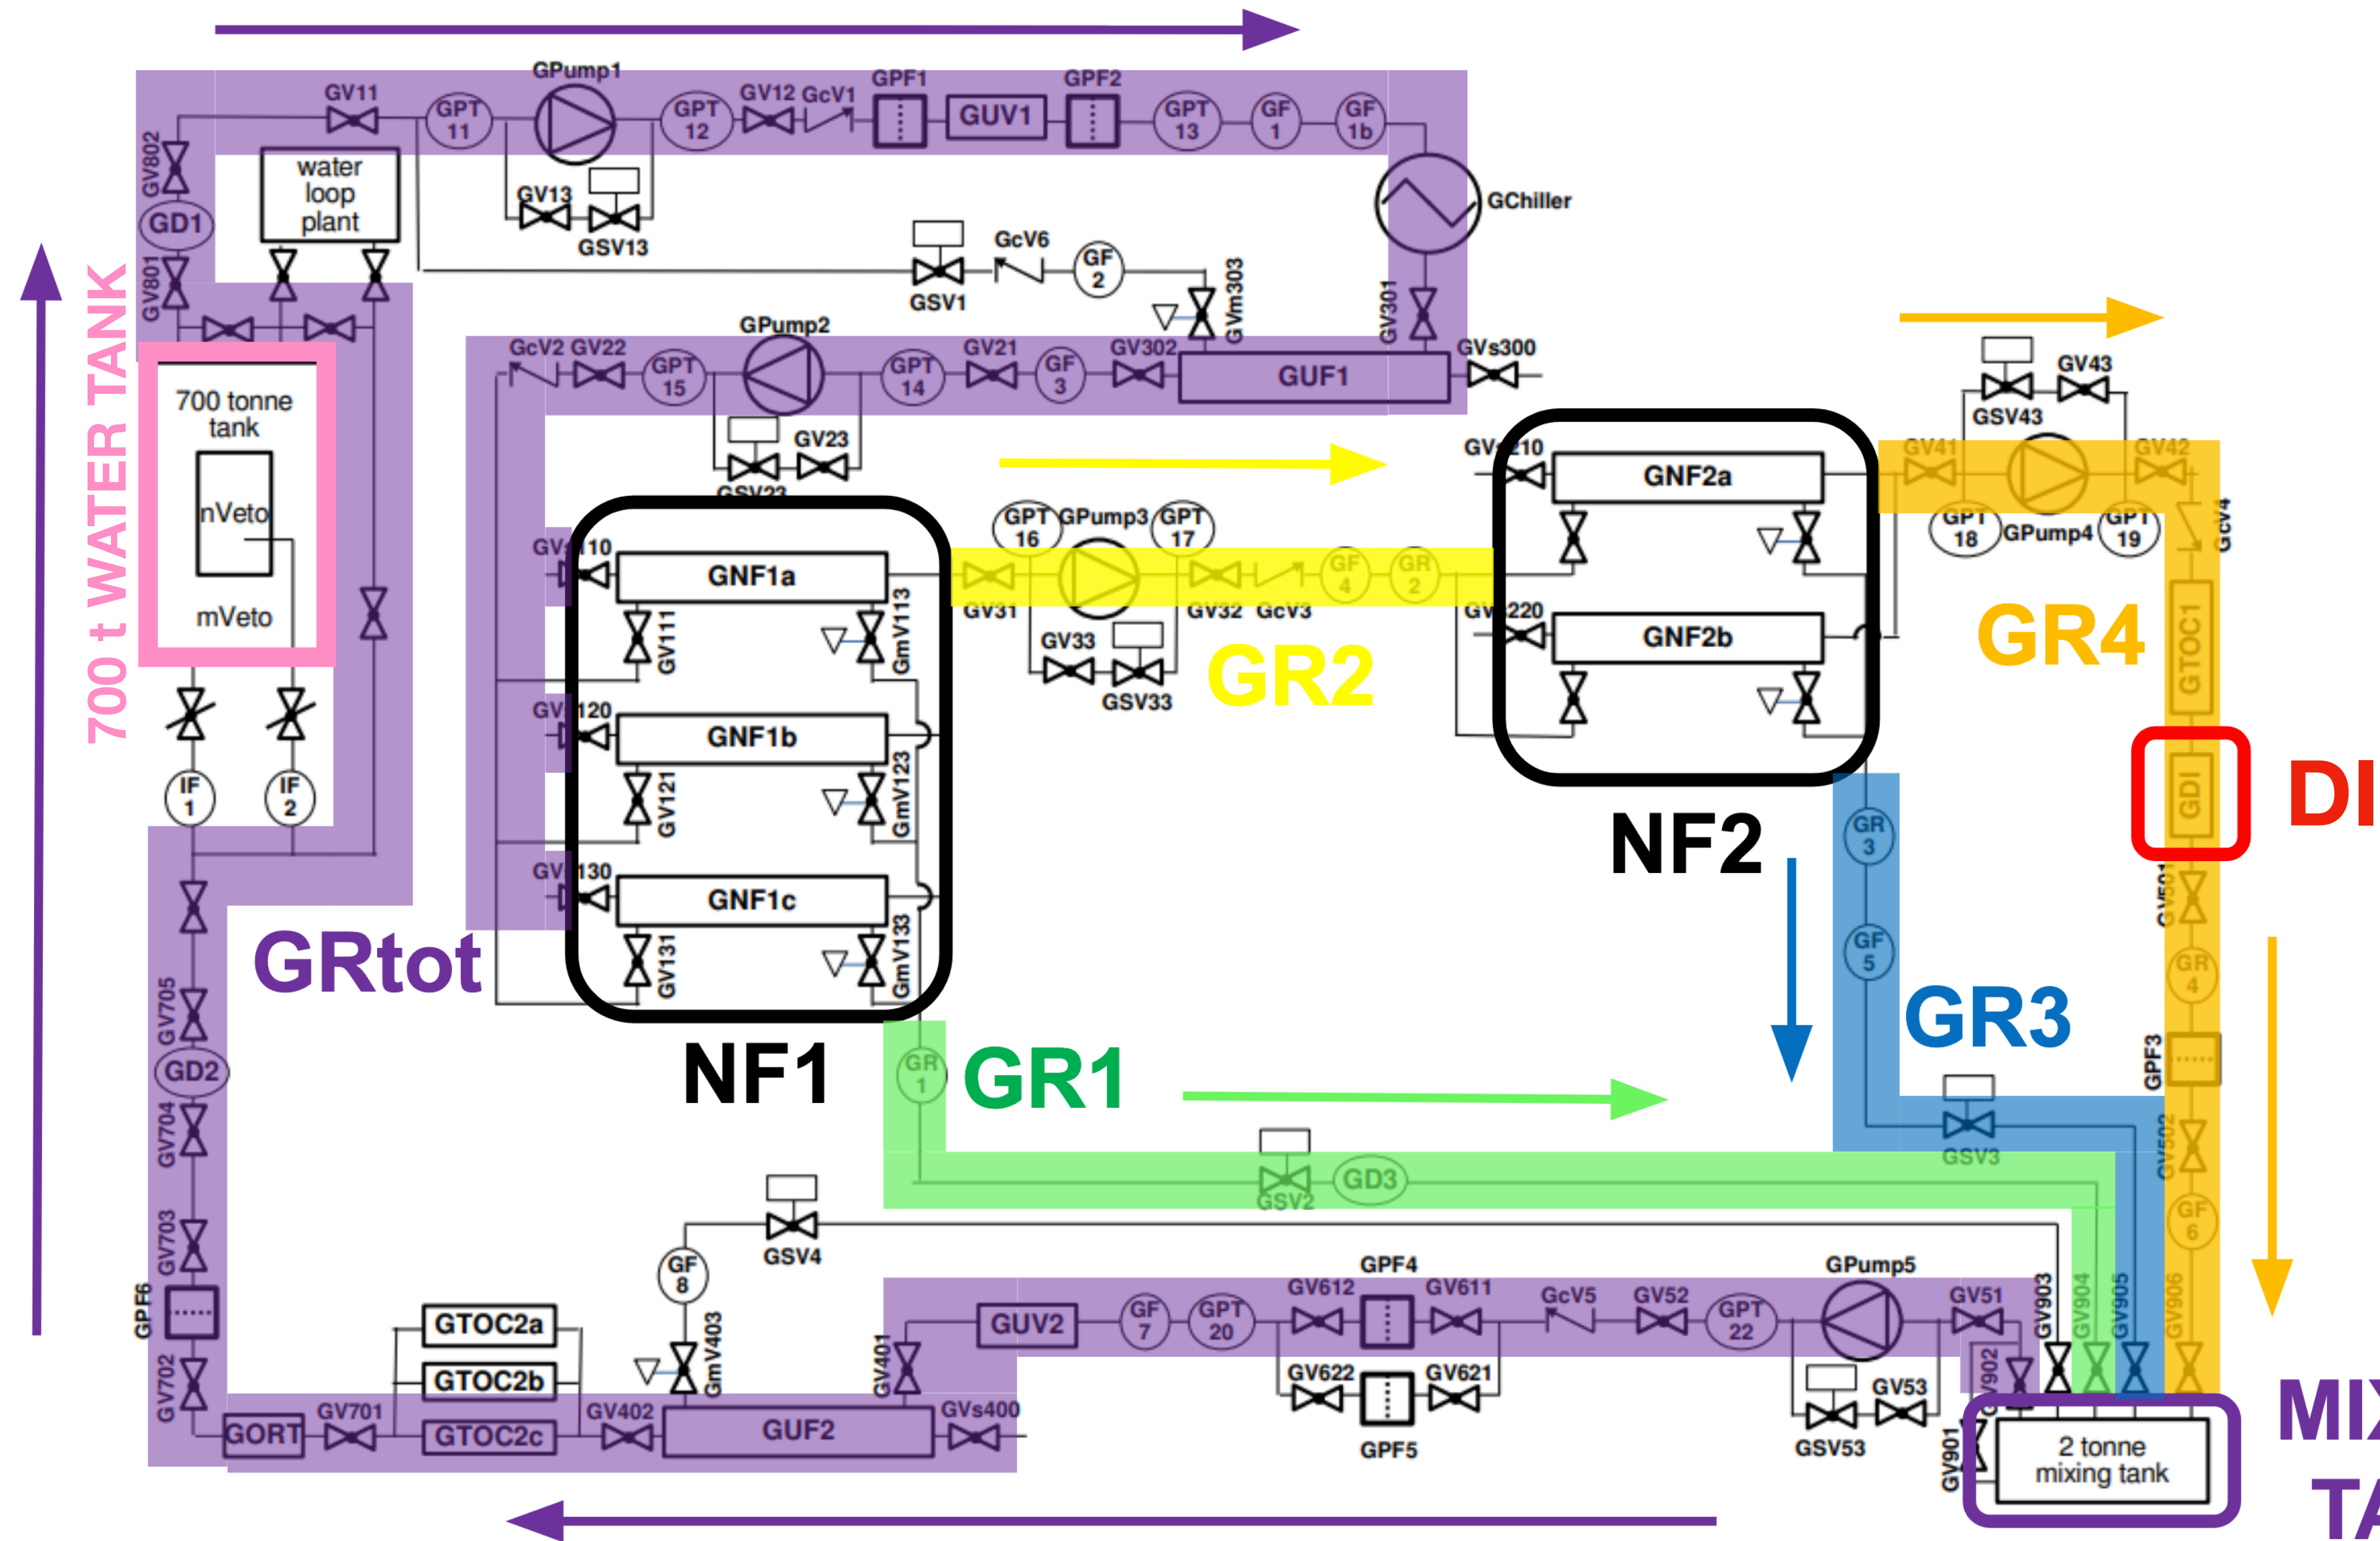 GPump1
GV11
GPT
11
GPT
12
GV12
GcV1
GPF1
GUV1
GPF2
GPT
13
GF
1
GF
1b
GV802
water
loop
plant
GV13
GSV13
GChiller
GD1
GV801
GcV6
GF
2
GSV1
GVm303
GV301
700 t WATER TANK
GPump2
GcV2
GV22
GPT
15
GPT
14
GV21
GF
3
GV302
GUF1
GVs300
GV43
GSV43
700 tonne
tank
nVeto
mVeto
GV23
GSV23
GNF2a
GV41
GV42
GPT
18
GPump4
GPT
19
GcV4
GPT
16
GPump3
GPT
17
GNF1a
GV31
GV32
GcV3
GF
4
GR
2
GNF2b
GR4
GTOC1
GV111
GmV113
GV33
GSV33
GR2
GNF1b
IF
1
IF
2
GV121
GmV123
NF2
GR
3
GDI
DI
GNF1c
GRtot
GV131
GmV133
GF
5
GV501
GR
4
GV705
GR3
GD2
NF1
GR
1
GR1
GPF3
GV704
GSV3
GV502
GSV2
GD3
GV703
GSV4
GF
6
GF
8
GPF4
GPump5
GPF6
GTOC2a
GUV2
GF
7
GPT
20
GV612
GV611
GcV5
GV52
GPT
22
GV51
GV903
GV904
GV905
GV906
GV702
GTOC2b
GmV403
GV401
GV622
GV621
GV53
GV902
GORT
GV701
GTOC2c
GV402
GUF2
GVs400
GPF5
GSV53
GV901
2 tonne
mixing tank